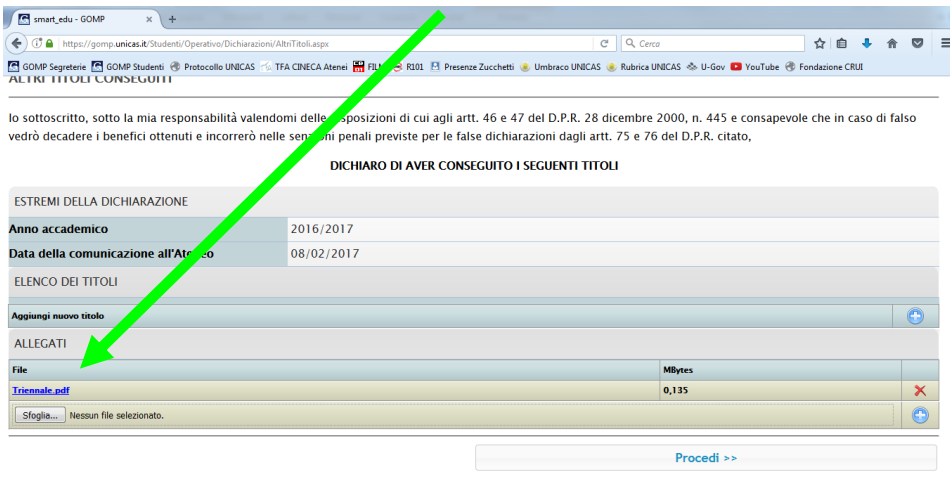 smart_edu - GOMP × +
https://gomp.unicas.it/Studenti/Operativo/Dichiarazioni/AltriTitoli.aspx Cerca
GOMP Segreterie GOMP Studenti Protocollo UNICAS TFA CINECA Atenei R101 Presenze Zucchetti Umbraco UNICAS Rubrica UNICAS U-Gov YouTube Fondazione CRUI
ALTRI TITOLI CONSEGUITI
Io sottoscritto, sotto la mia responsabilità valendomi delle disposizioni di cui agli artt. 46 e 47 del D.P.R. 28 dicembre 2000, n. 445 e consapevole che in caso di falso
vedrò decadere i benefici ottenuti e incorrerò nelle sanzioni penali previste per le false dichiarazioni dagli artt. 75 e 76 del D.P.R. citato,
DICHIARO DI AVER CONSEGUITO I SEGUENTI TITOLI
ESTREMI DELLA DICHIARAZIONE
Anno accademico 2016/2017
Data della comunicazione all'Ateneo 08/02/2017
ELENCO DEI TITOLI
Aggiungi nuovo titolo
ALLEGATI
File MBytes
Triennale.pdf 0,135
Sfoglia... Nessun file selezionato.
Procedi >>